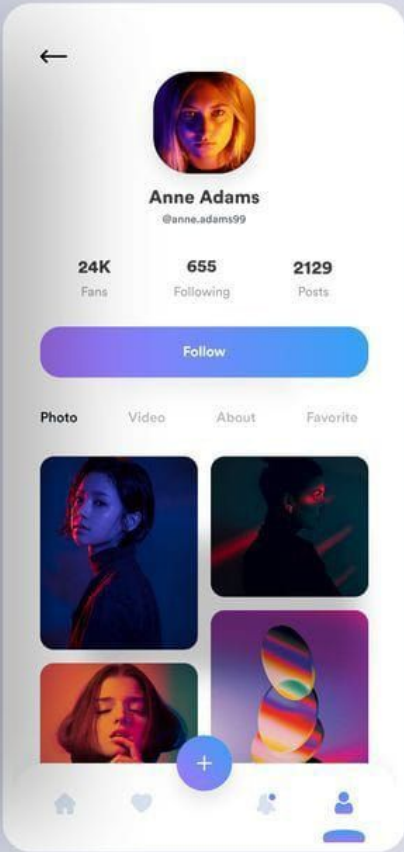 Anne Adams
@anne.adams99
24K 655 2129
Fans Following Posts
Follow
Photo Video About Favorite